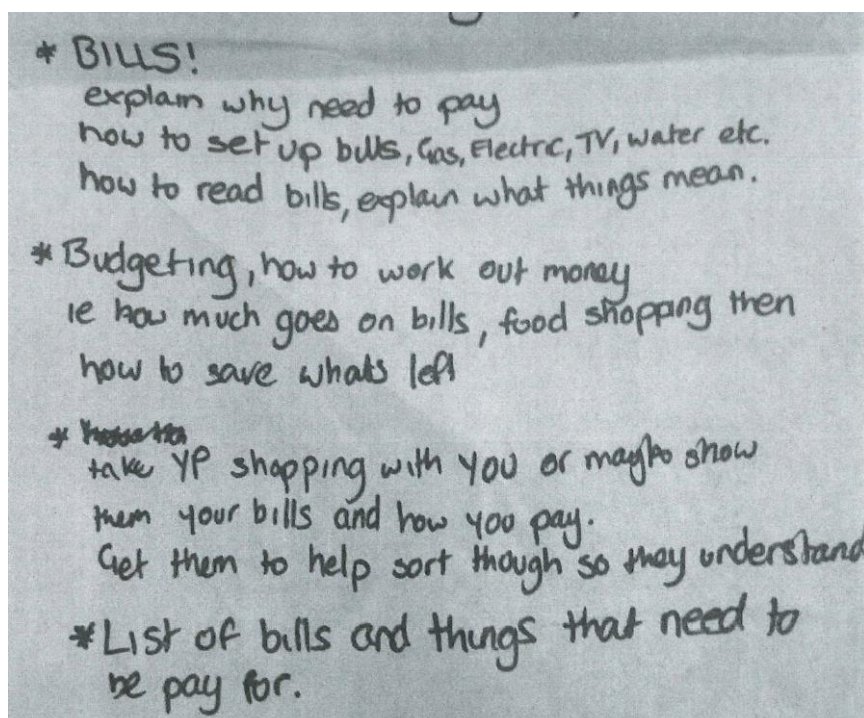 * BILLS!
explain why need to pay
how to set up bills, Gas, Electrc, TV, water etc.
how to read bills, explain what things mean.
* Budgeting, how to work out money
ie how much goes on bills, food shopping then
how to save whats left
*
take YP shopping with you or maybe show
them your bills and how you pay.
Get them to help sort though so they understand
* List of bills and things that need to
be pay for.